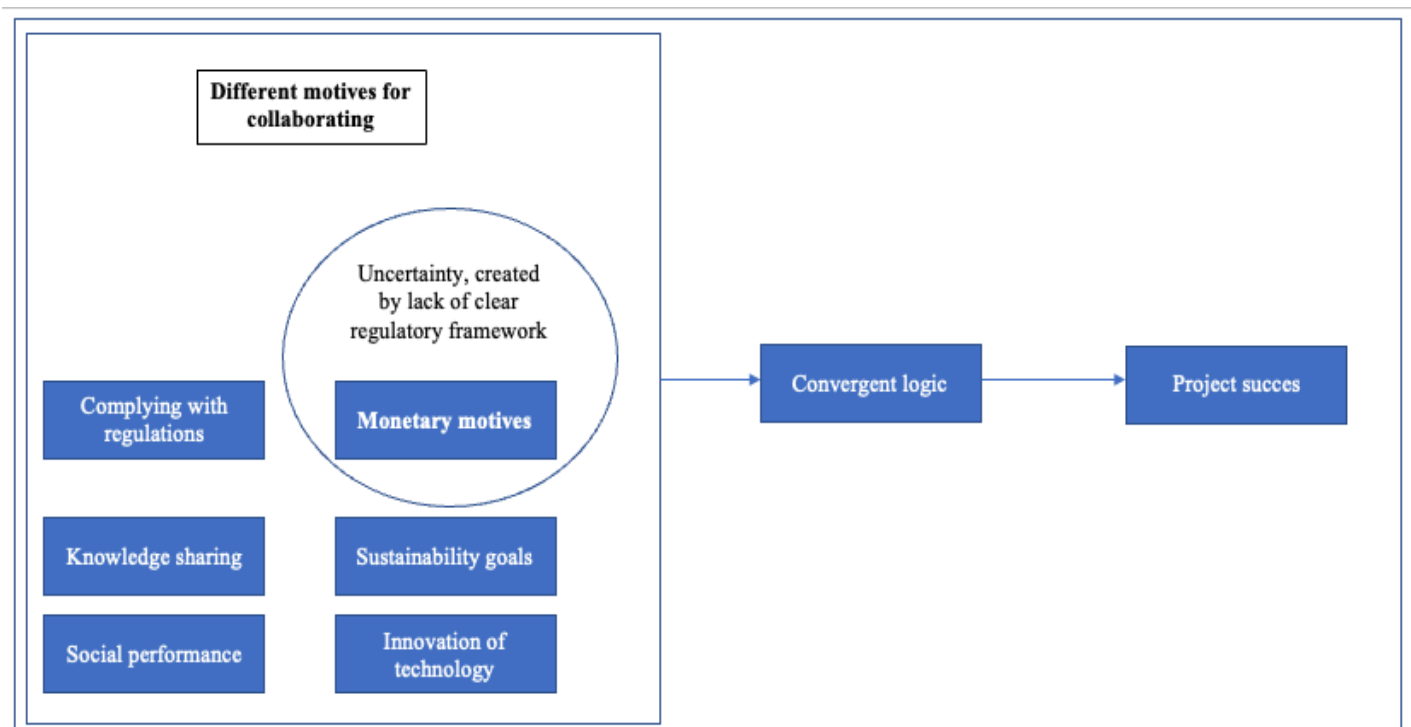 Different motives for
collaborating
Uncertainty, created
by lack of clear
regulatory framework
Complying with
regulations
Monetary motives
Convergent logic
Project succes
Knowledge sharing
Sustainability goals
Social performance
Innovation of
technology